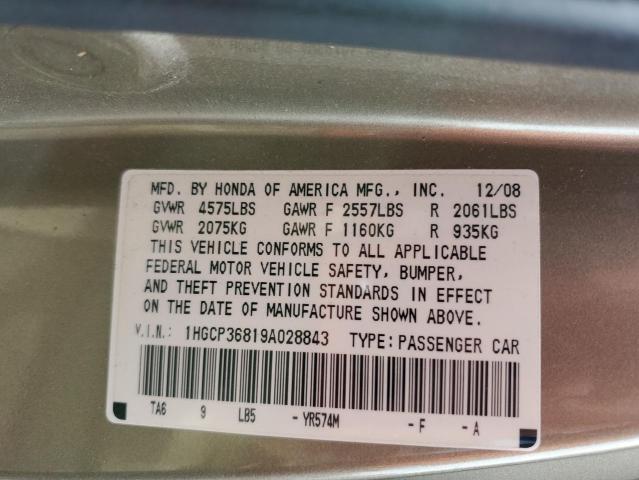 MFD. BY HONDA OF AMERICA MFG., INC. 12/08
GVWR 4575LBS GAWR F 2557LBS R 2061LBS
GVWR 2075KG GAWR F 1160KG R 935KG
THIS VEHICLE CONFORMS TO ALL APPLICABLE
FEDERAL MOTOR VEHICLE SAFETY, BUMPER,
AND THEFT PREVENTION STANDARDS IN EFFECT
ON THE DATE OF MANUFACTURE SHOWN ABOVE.
V.I.N.: 1HGCP36819A028843 TYPE: PASSENGER CAR
TA6 9 LB5 - YR574M - F - A